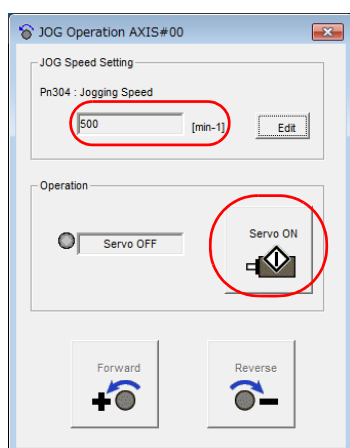 JOG Operation AXIS#00
JOG Speed Setting
Pn304 : Jogging Speed
500 [min-1] Edit
Operation
Servo OFF
Servo ON
Forward
Reverse